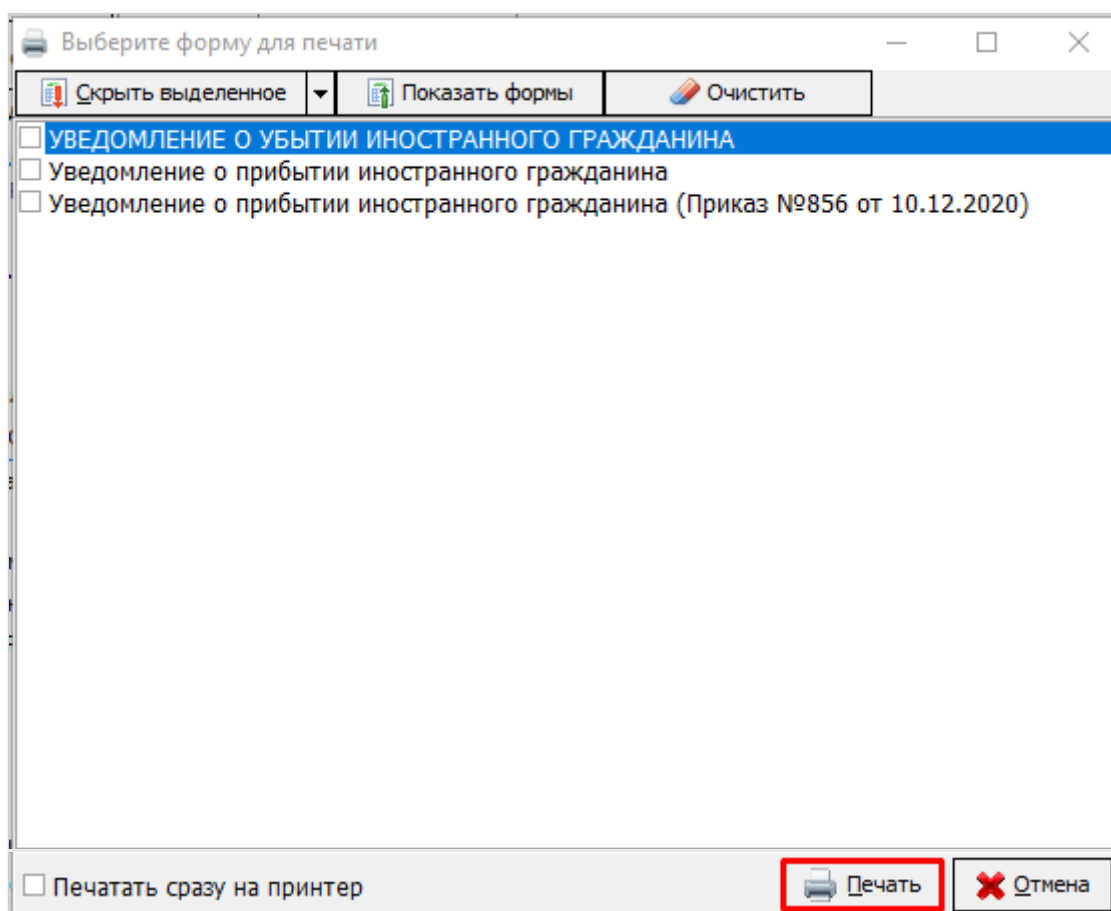 Выберите форму для печати
Скрыть выделенное Показать формы Очистить
УВЕДОМЛЕНИЕ О УБЫТИИ ИНОСТРАННОГО ГРАЖДАНИНА
Уведомление о прибытии иностранного гражданина
Уведомление о прибытии иностранного гражданина (Приказ №856 от 10.12.2020)
Печатать сразу на принтер Печать Отмена